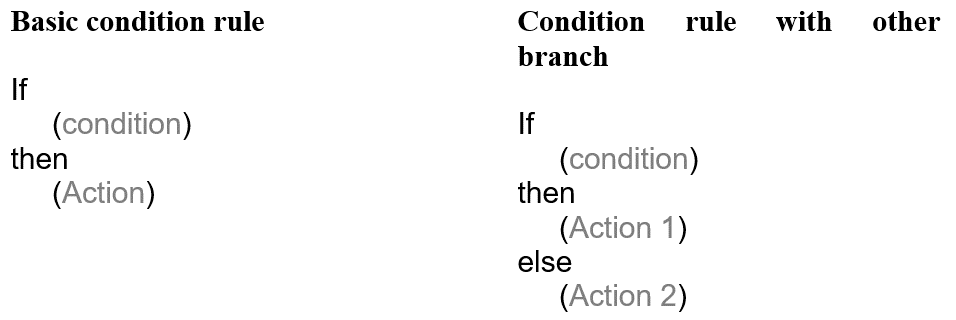 Basic condition rule
If
(condition)
then
(Action)
Condition rule with other
branch
If
(condition)
then
(Action 1)
else
(Action 2)